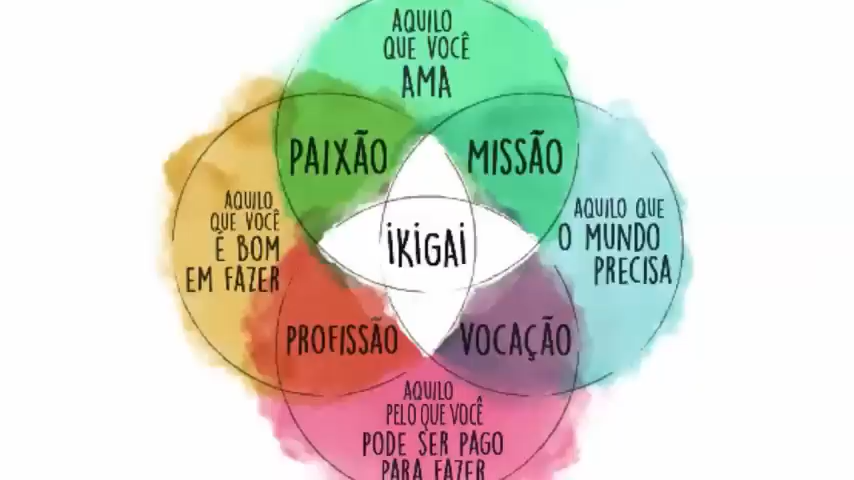 AQUILO
QUE VOCÊ
AMA
PAIXÃO
MISSÃO
AQUILO
QUE VOCÊ
É BOM
EM FAZER
IKIGAI
AQUILO QUE
O MUNDO
PRECISA
PROFISSÃO
VOCAÇÃO
AQUILO
PELO QUE VOCÊ
PODE SER PAGO
PARA FAZER